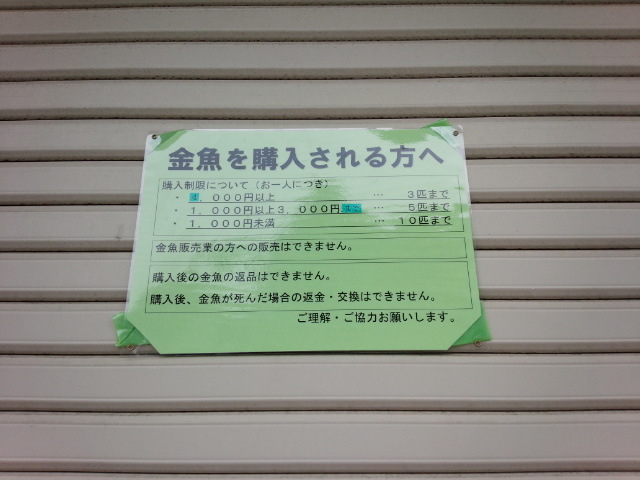 金魚を購入される方へ
購入制限について（お一人につき）
・ ，０００円以上 … ３匹まで
・１，０００円以上３，０００円 … ５匹まで
・１，０００円未満 … １０匹まで
金魚販売業の方への販売はできません。
購入後の金魚の返品はできません。
購入後、金魚が死んだ場合の返金・交換はできません。
ご理解・ご協力お願いします。